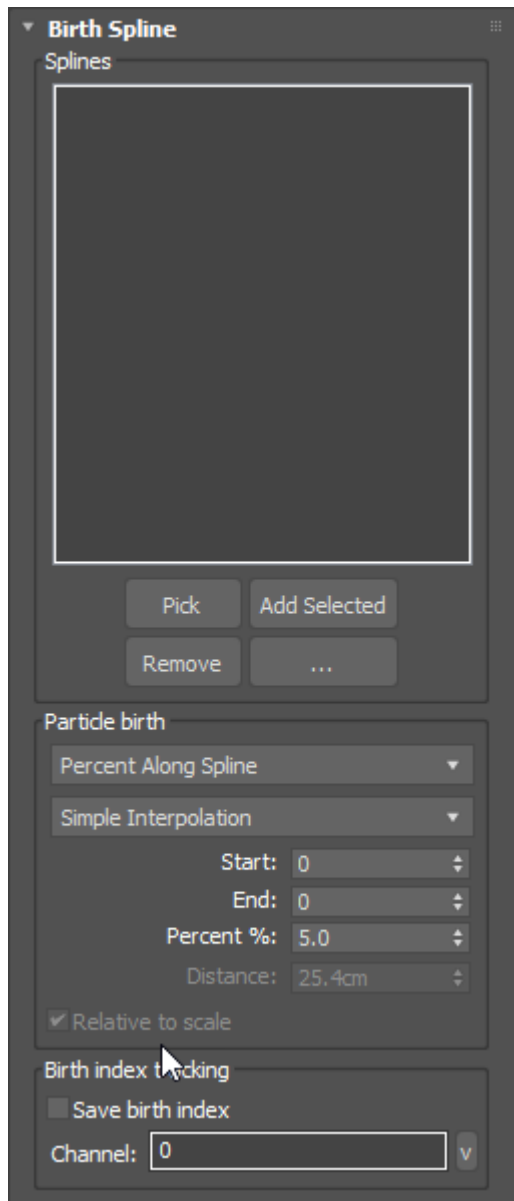 Birth Spline
Splines
Pick Add Selected
Remove ...
Particle birth
Percent Along Spline
Simple Interpolation
Start: 0
End: 0
Percent %: 5.0
Distance: 25.4cm
Relative to scale
Birth index
Save birth index
Channel: 0 v